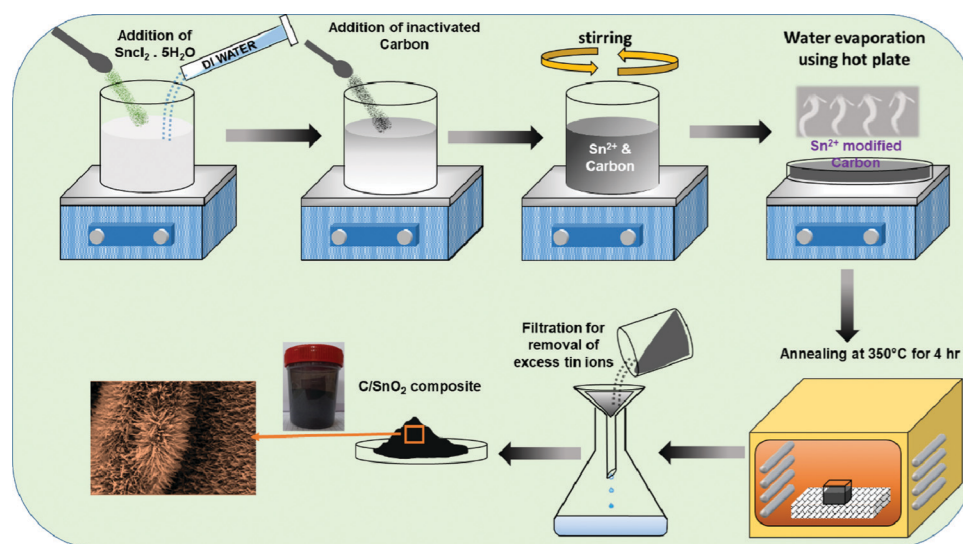 Addition of
SncI₂ . 5H₂O
DI WATER
Addition of inactivated
Carbon
stirring
Sn²⁺ &
Carbon
Water evaporation
using hot plate
Sn²⁺ modified
Carbon
Annealing at 350°C for 4 hr
Filtration for
removal of
excess tin ions
C/SnO₂ composite